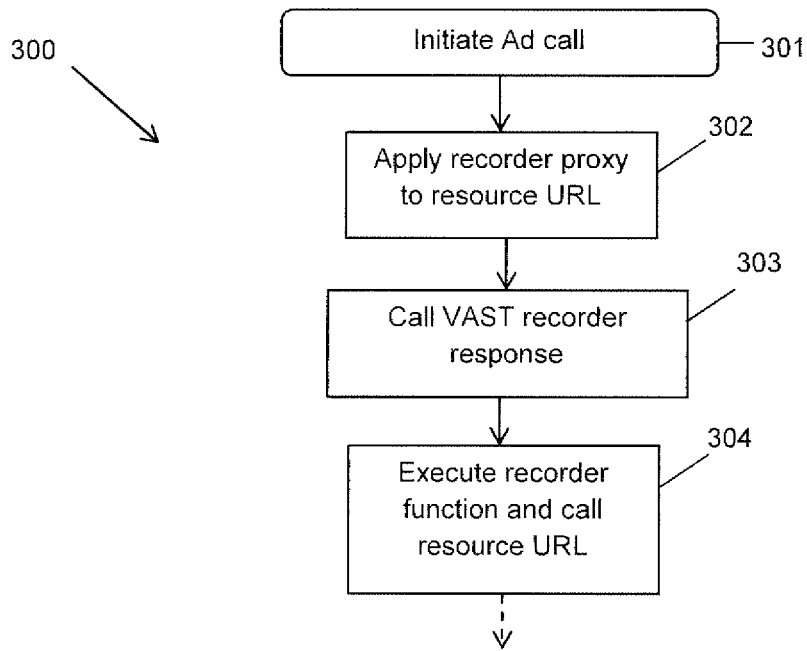 300
Initiate Ad call
301
302
Apply recorder proxy
to resource URL
303
Call VAST recorder
response
304
Execute recorder
function and call
resource URL